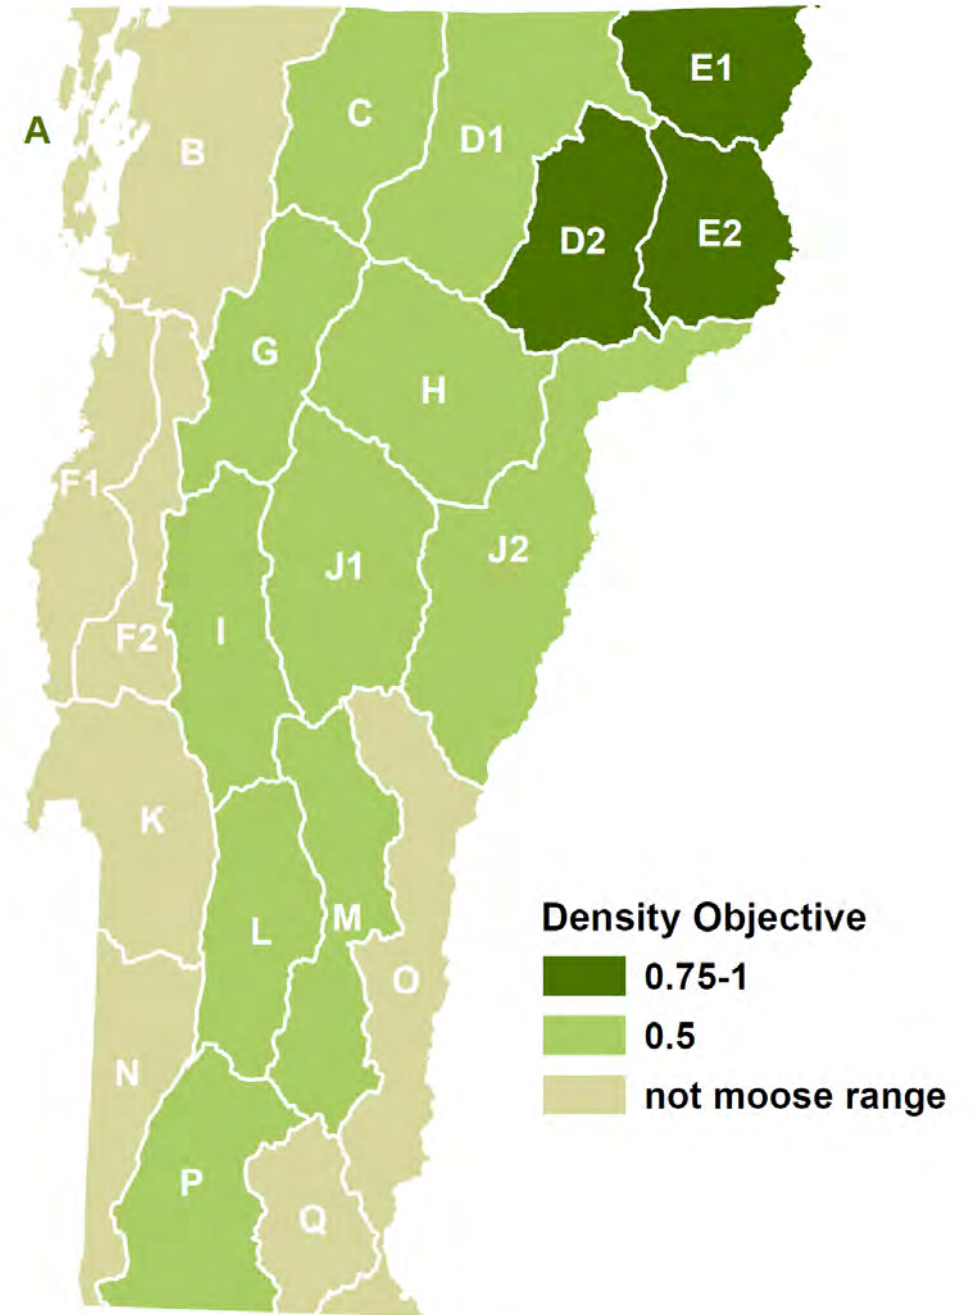 E1
C
A
D1
B
E2
D2
G
H
F1
J2
J1
I
F2
K
M
Density Objective
L
0.75-1
O
0.5
N
not moose range
P
Q